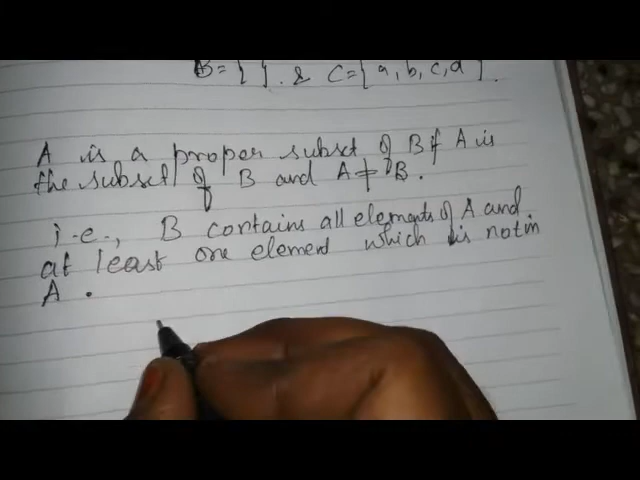 B = { } . & C = { a, b, c, d } .
A is a proper subset of B if A is
the subset of B and A ≠ B .
i.e., B contains all elements of A and
at least one element which is not in
A .